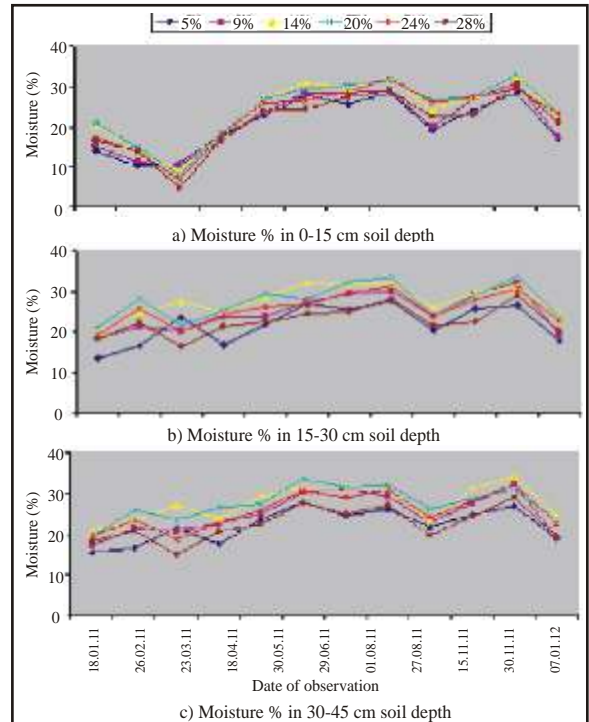 5% 9% 14% 20% 24% 28%
Moisture (%)
40
30
20
10
0
a) Moisture % in 0-15 cm soil depth
Moisture (%)
40
30
20
10
0
b) Moisture % in 15-30 cm soil depth
Moisture (%)
40
30
20
10
0
18.01.11 26.02.11 23.03.11 18.04.11 30.05.11 29.06.11 01.08.11 27.08.11 15.11.11 30.11.11 07.01.12
Date of observation
c) Moisture % in 30-45 cm soil depth